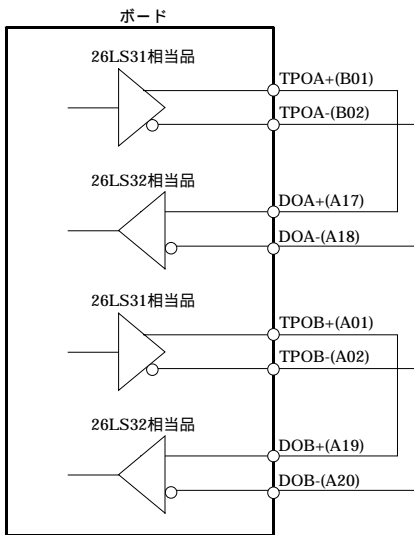 ボード
26LS31相当品
TPOA+(B01)
TPOA-(B02)
26LS32相当品
DOA+(A17)
DOA-(A18)
26LS31相当品
TPOB+(A01)
TPOB-(A02)
26LS32相当品
DOB+(A19)
DOB-(A20)